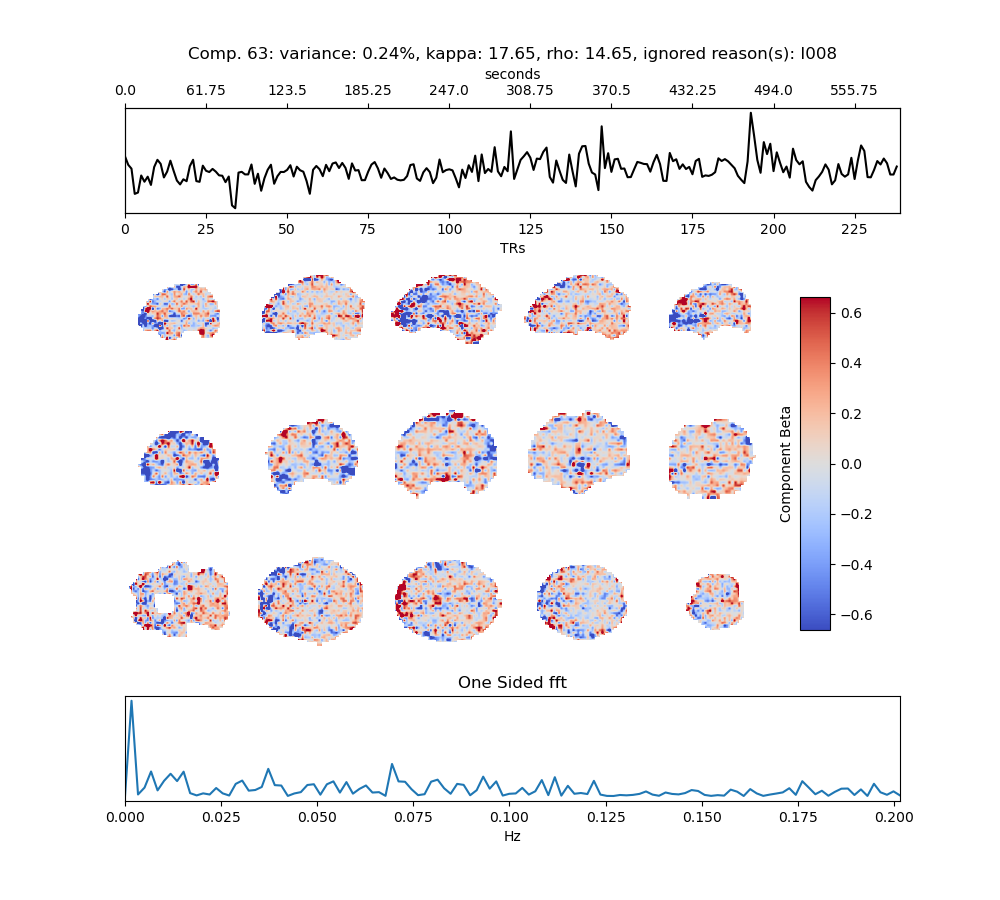 Comp. 63: variance: 0.24%, kappa: 17.65, rho: 14.65, ignored reason(s): I008
seconds
0.0 61.75 123.5 185.25 247.0 308.75 370.5 432.25 494.0 555.75
0 25 50 75 100 125 150 175 200 225
TRs
0.6
0.4
0.2
0.0
−0.2
−0.4
−0.6
Component Beta
One Sided fft
0.000 0.025 0.050 0.075 0.100 0.125 0.150 0.175 0.200
Hz